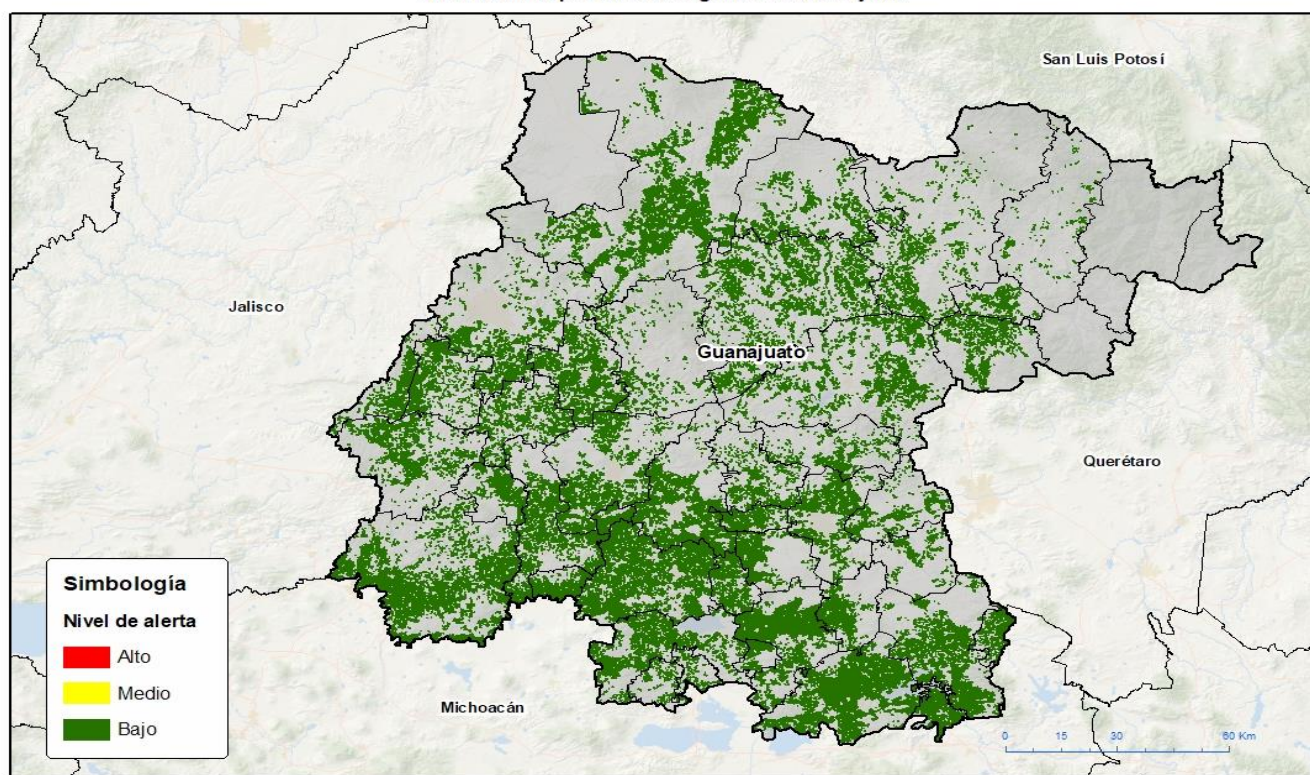 San Luis Potosí
Jalisco
Guanajuato
Querétaro
Simbología
Nivel de alerta
Alto
Medio
Bajo
Michoacán
0 15 30 60 Km